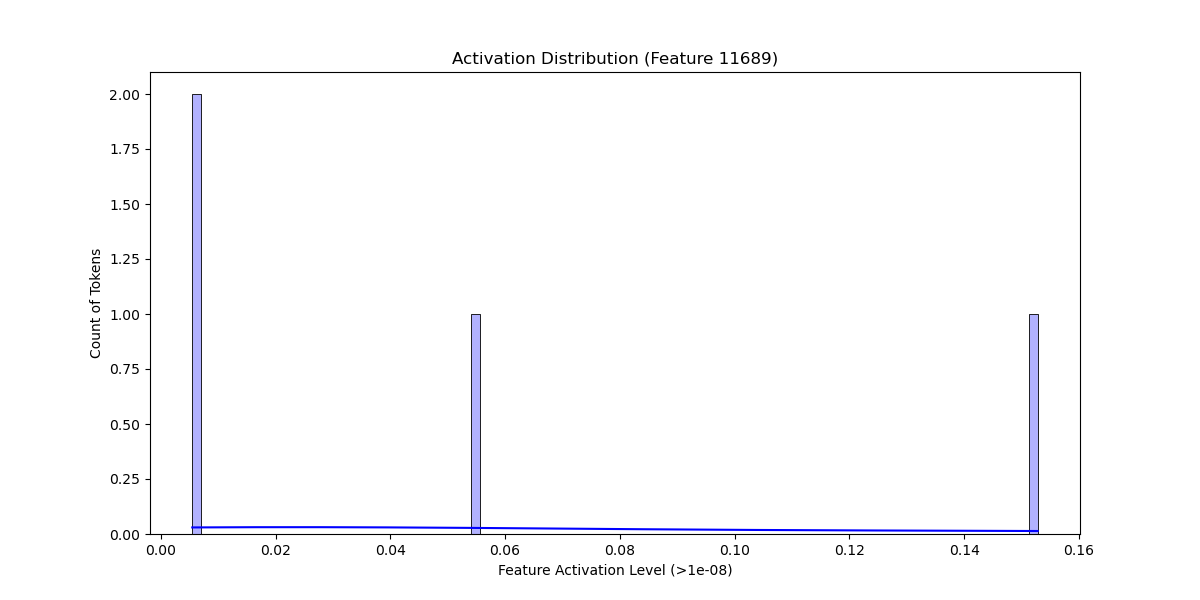 Activation Distribution (Feature 11689)
2.00
1.75
1.50
1.25
1.00
0.75
0.50
0.25
0.00
Count of Tokens
0.00 0.02 0.04 0.06 0.08 0.10 0.12 0.14 0.16
Feature Activation Level (>1e-08)